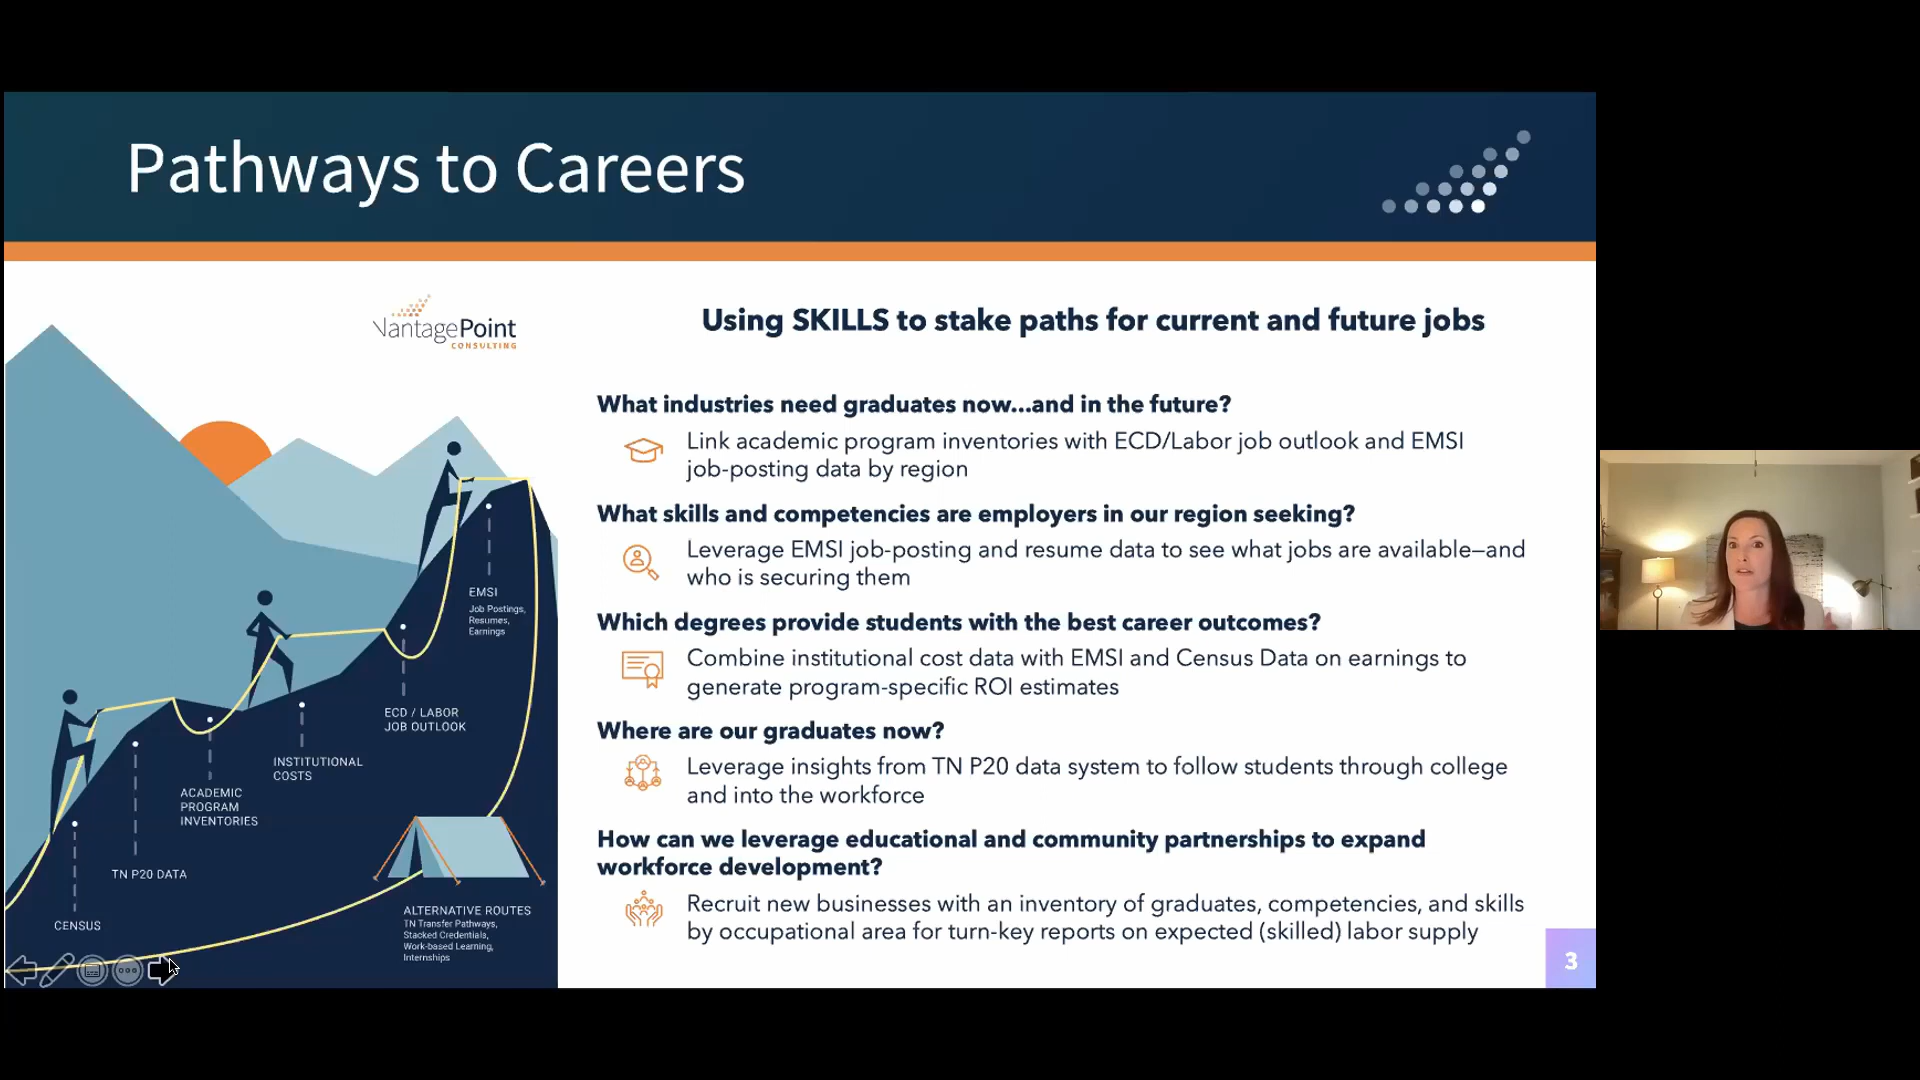 Pathways to Careers
VantagePoint
CONSULTING
Using SKILLS to stake paths for current and future jobs
What industries need graduates now...and in the future?
Link academic program inventories with ECD/Labor job outlook and EMSI
job-posting data by region
What skills and competencies are employers in our region seeking?
Leverage EMSI job-posting and resume data to see what jobs are available—and
who is securing them
Which degrees provide students with the best career outcomes?
Combine institutional cost data with EMSI and Census Data on earnings to
generate program-specific ROI estimates
Where are our graduates now?
Leverage insights from TN P20 data system to follow students through college
and into the workforce
How can we leverage educational and community partnerships to expand
workforce development?
Recruit new businesses with an inventory of graduates, competencies, and skills
by occupational area for turn-key reports on expected (skilled) labor supply
EMSI
Job Postings,
Resumes,
Earnings
ECD / LABOR
JOB OUTLOOK
INSTITUTIONAL
COSTS
ACADEMIC
PROGRAM
INVENTORIES
TN P20 DATA
CENSUS
ALTERNATIVE ROUTES
TN Transfer Pathways,
Stacked Credentials,
Work-based Learning,
Internships
3